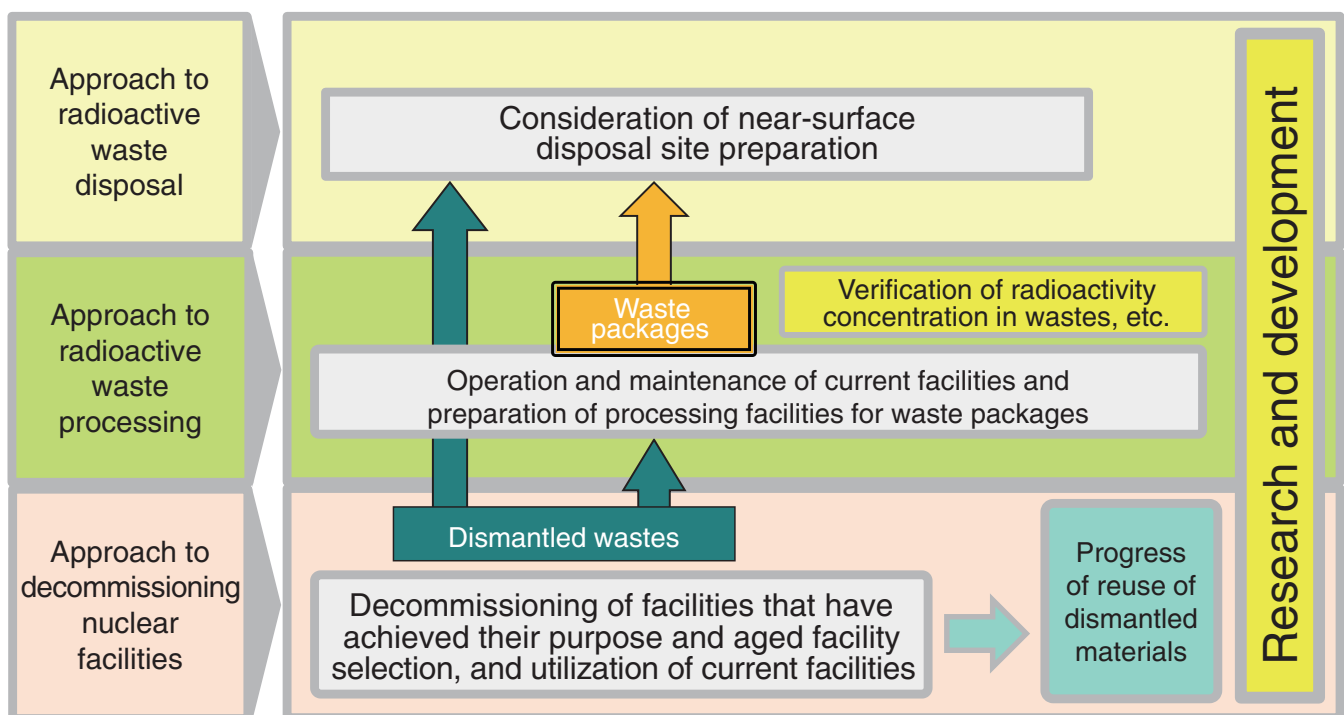 Approach to
radioactive
waste
disposal
Consideration of near-surface
disposal site preparation
Approach to
radioactive
waste
processing
Waste
packages
Verification of radioactivity
concentration in wastes, etc.
Operation and maintenance of current facilities and
preparation of processing facilities for waste packages
Approach to
decommissioning
nuclear
facilities
Dismantled wastes
Decommissioning of facilities that have
achieved their purpose and aged facility
selection, and utilization of current facilities
Progress
of reuse of
dismantled
materials
Research and development